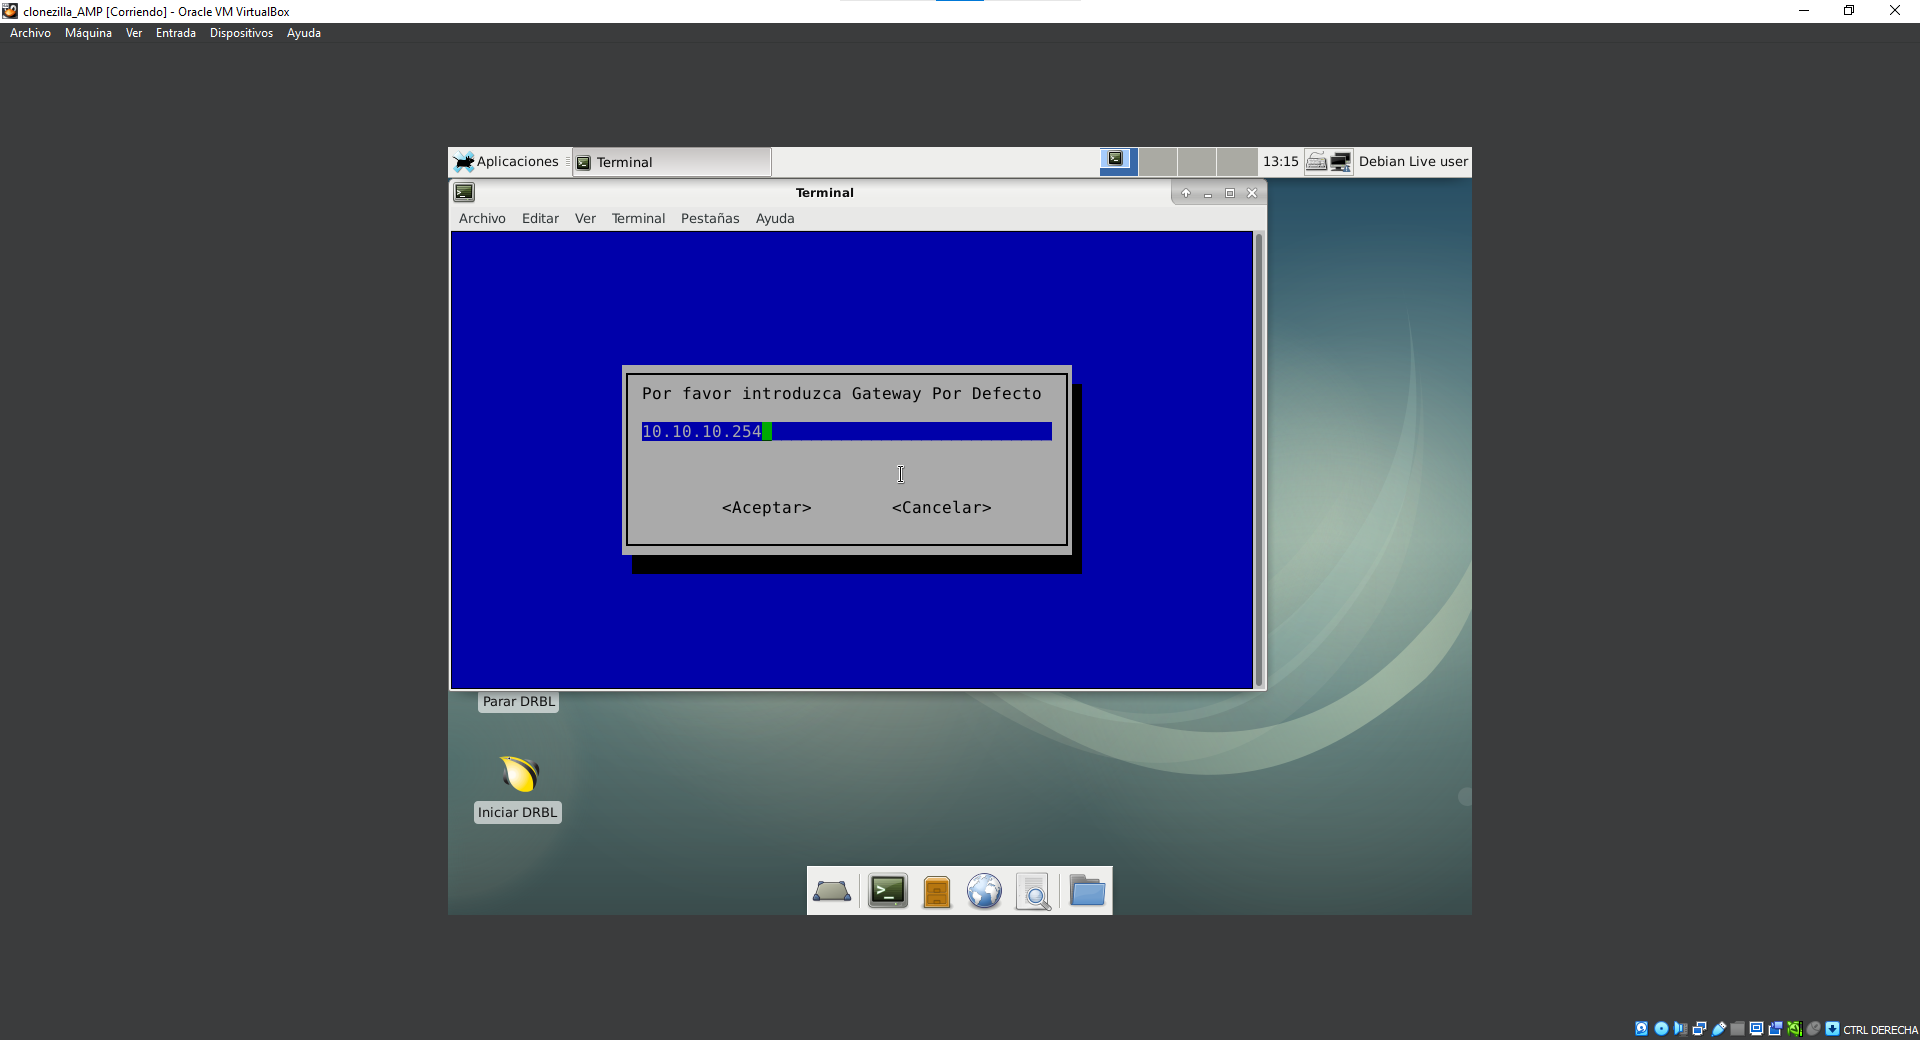 clonezilla_AMP [Corriendo] - Oracle VM VirtualBox
Archivo Máquina Ver Entrada Dispositivos Ayuda
Aplicaciones Terminal 13:15 Debian Live user
Terminal
Archivo Editar Ver Terminal Pestañas Ayuda
Por favor introduzca Gateway Por Defecto
10.10.10.254
<Aceptar> <Cancelar>
Parar DRBL
Iniciar DRBL
CTRL DERECHA